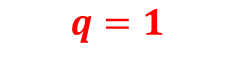 q = 1